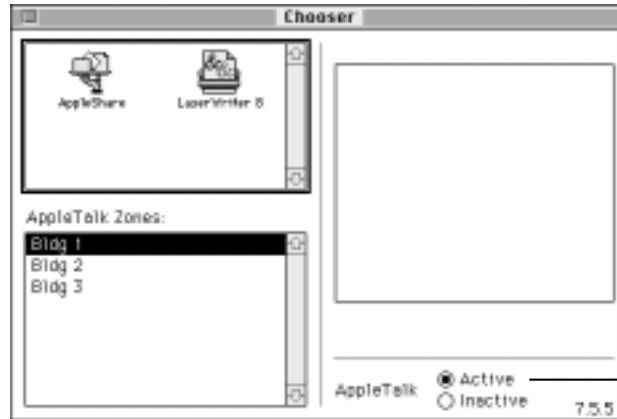 Chooser
AppleShare
LaserWriter 8
AppleTalk Zones:
Bldg 1
Bldg 2
Bldg 3
AppleTalk
Active
Inactive
7.5.5